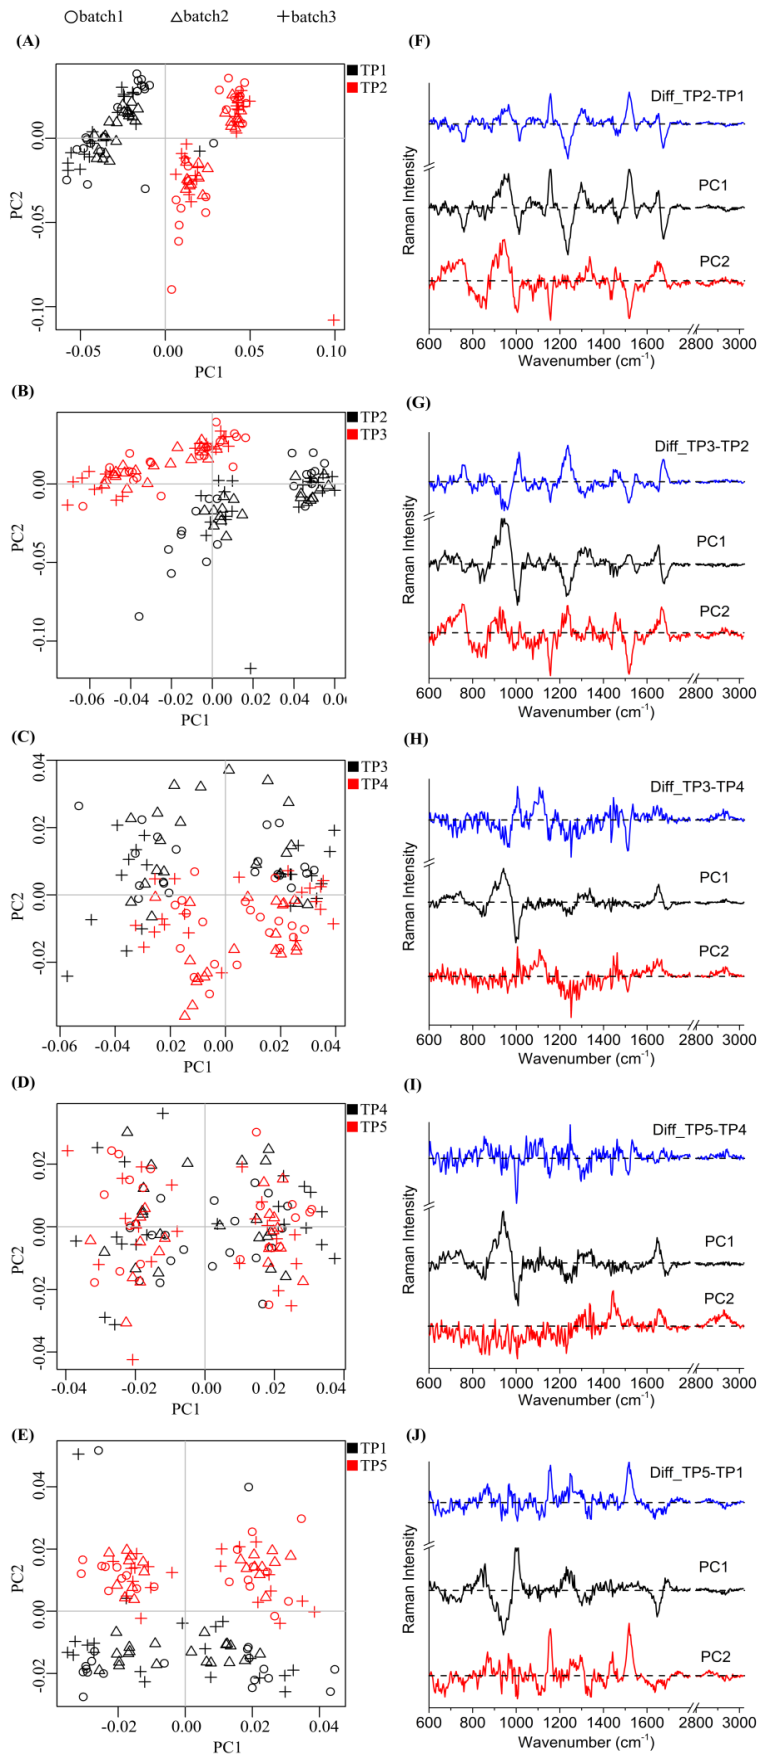 batch1 batch2 batch3
(A)
TP1
TP2
0.00
-0.05
-0.10
PC2
-0.05 0.00 0.05 0.10
PC1
(F)
Diff_TP2-TP1
PC1
PC2
Raman Intensity
600 1000 1200 1400 1600 2800 3000
Wavenumber (cm-1)
(B)
TP2
TP3
0.00
-0.05
-0.10
PC2
-0.06 -0.04 -0.02 0.00 0.02 0.04 0.0
PC1
(G)
Diff_TP3-TP2
PC1
PC2
Raman Intensity
600 1000 1200 1400 1600 2800 3000
Wavenumber (cm-1)
(C)
TP3
TP4
0.04
0.02
0.00
-0.02
PC2
-0.06 -0.04 0.02 0.00 0.02 0.04
PC1
(H)
Diff_TP3-TP4
PC1
PC2
Raman Intensity
600 1000 1200 1400 1600 2800 3000
Wavenumber (cm-1)
(D)
TP4
TP5
0.02
0.00
-0.02
-0.04
PC2
-0.04 -0.02 0.00 0.02 0.04
PC1
(I)
Diff_TP5-TP4
PC1
PC2
Raman Intensity
600 1000 1200 1400 1600 2800 3000
Wavenumber (cm-1)
(E)
TP1
TP5
0.04
0.02
0.00
-0.02
PC2
-0.02 0.00 0.02 0.04
PC1
(J)
Diff_TP5-TP1
PC1
PC2
Raman Intensity
600 1000 1200 1400 1600 2800 3000
Wavenumber (cm-1)